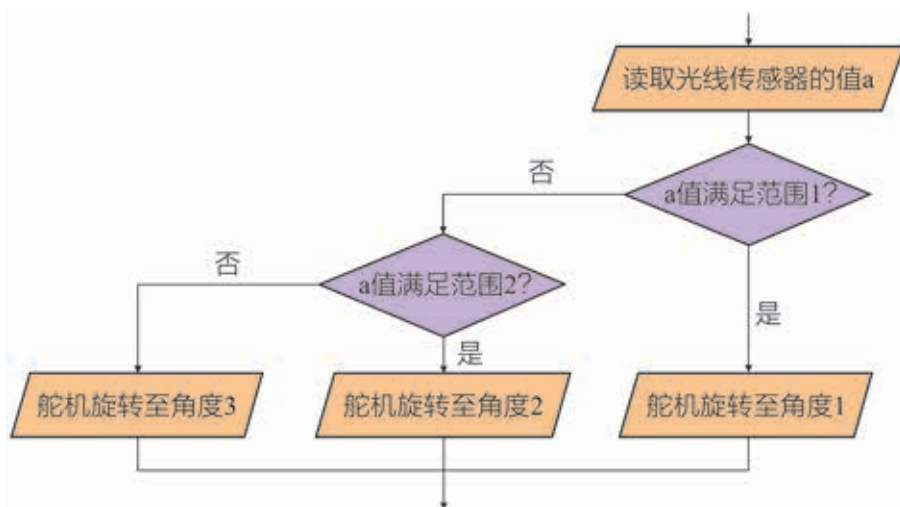 读取光线传感器的值a
a值满足范围1?
否
是
a值满足范围2?
否
是
舵机旋转至角度3
舵机旋转至角度2
舵机旋转至角度1